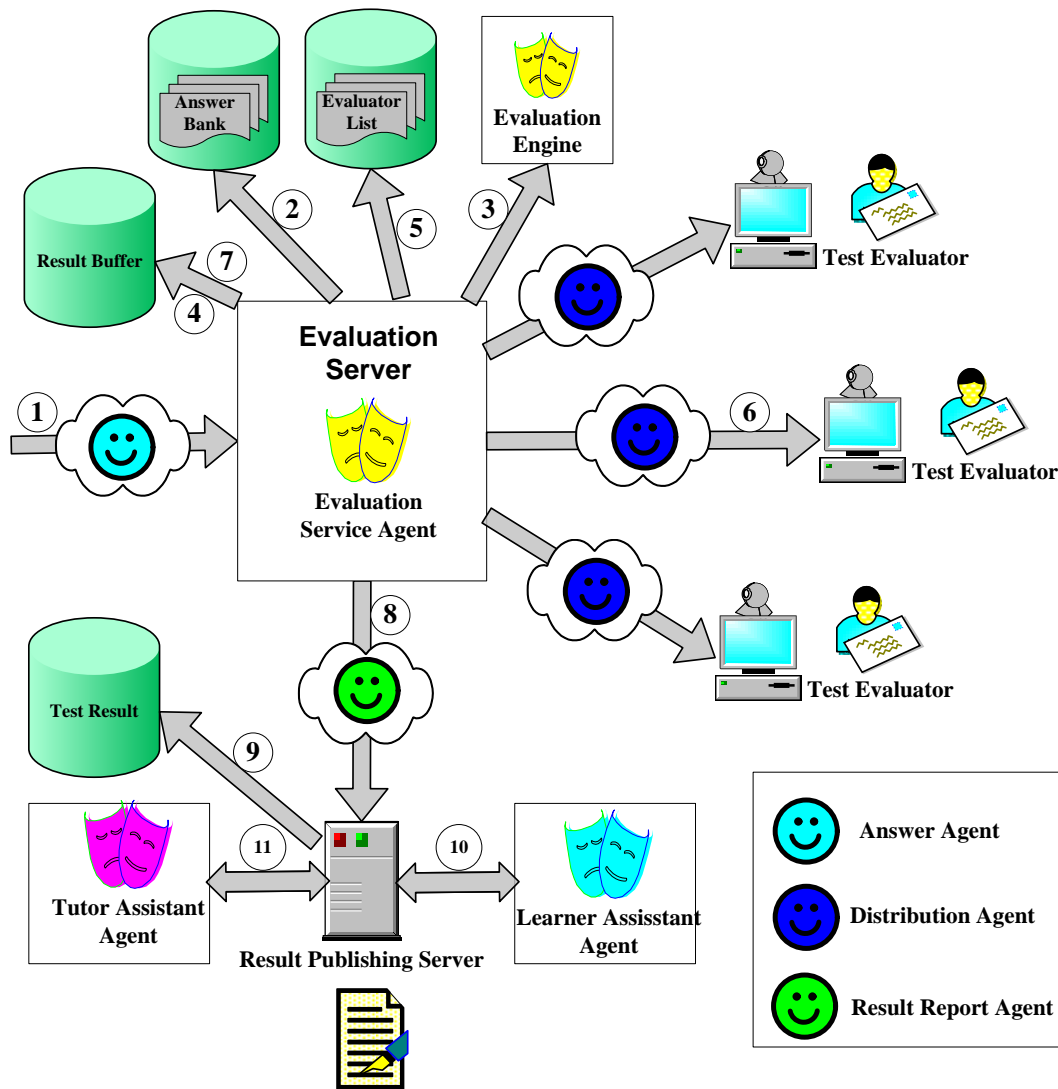 Answer
Bank
Evaluator
List
Evaluation
Engine
2
5
3
Result Buffer
7
4
Test Evaluator
Evaluation
Server
1
6
Evaluation
Service Agent
Test Evaluator
8
Test Result
Test Evaluator
9
11
10
Tutor Assistant
Agent
Learner Assisstant
Agent
Result Publishing Server
Answer Agent
Distribution Agent
Result Report Agent